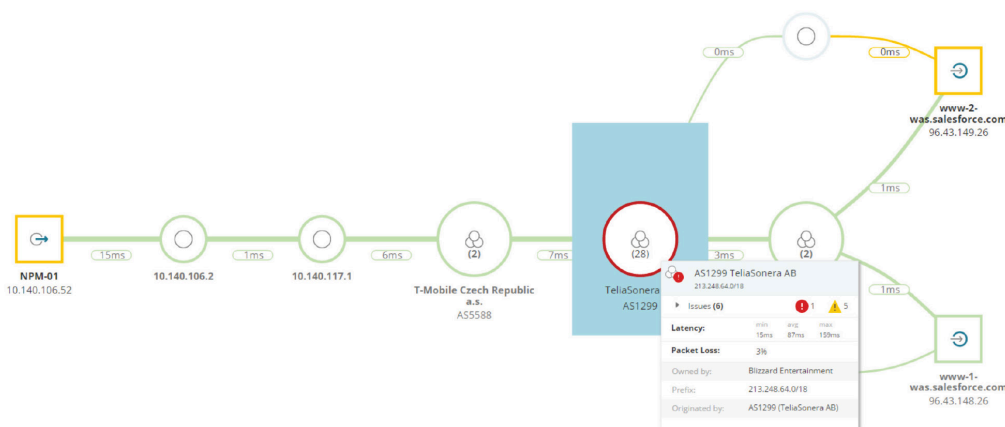 0ms
0ms
www-2-
was.salesforce.com
96.43.149.26
1ms
15ms
1ms
6ms
7ms
3ms
(2)
(28)
(2)
NPM-01
10.140.106.52
10.140.106.2
10.140.117.1
T-Mobile Czech Republic
a.s.
AS5588
TeliaSonera
AS1299
AS1299 TeliaSonera AB
213.248.64.0/18
Issues (6)
1
5
Latency:
min
avg
max
15ms
87ms
159ms
Packet Loss:
3%
Owned by:
Blizzard Entertainment
Prefix:
213.248.64.0/18
Originated by:
AS1299 (TeliaSonera AB)
1ms
www-1-
was.salesforce.com
96.43.148.26